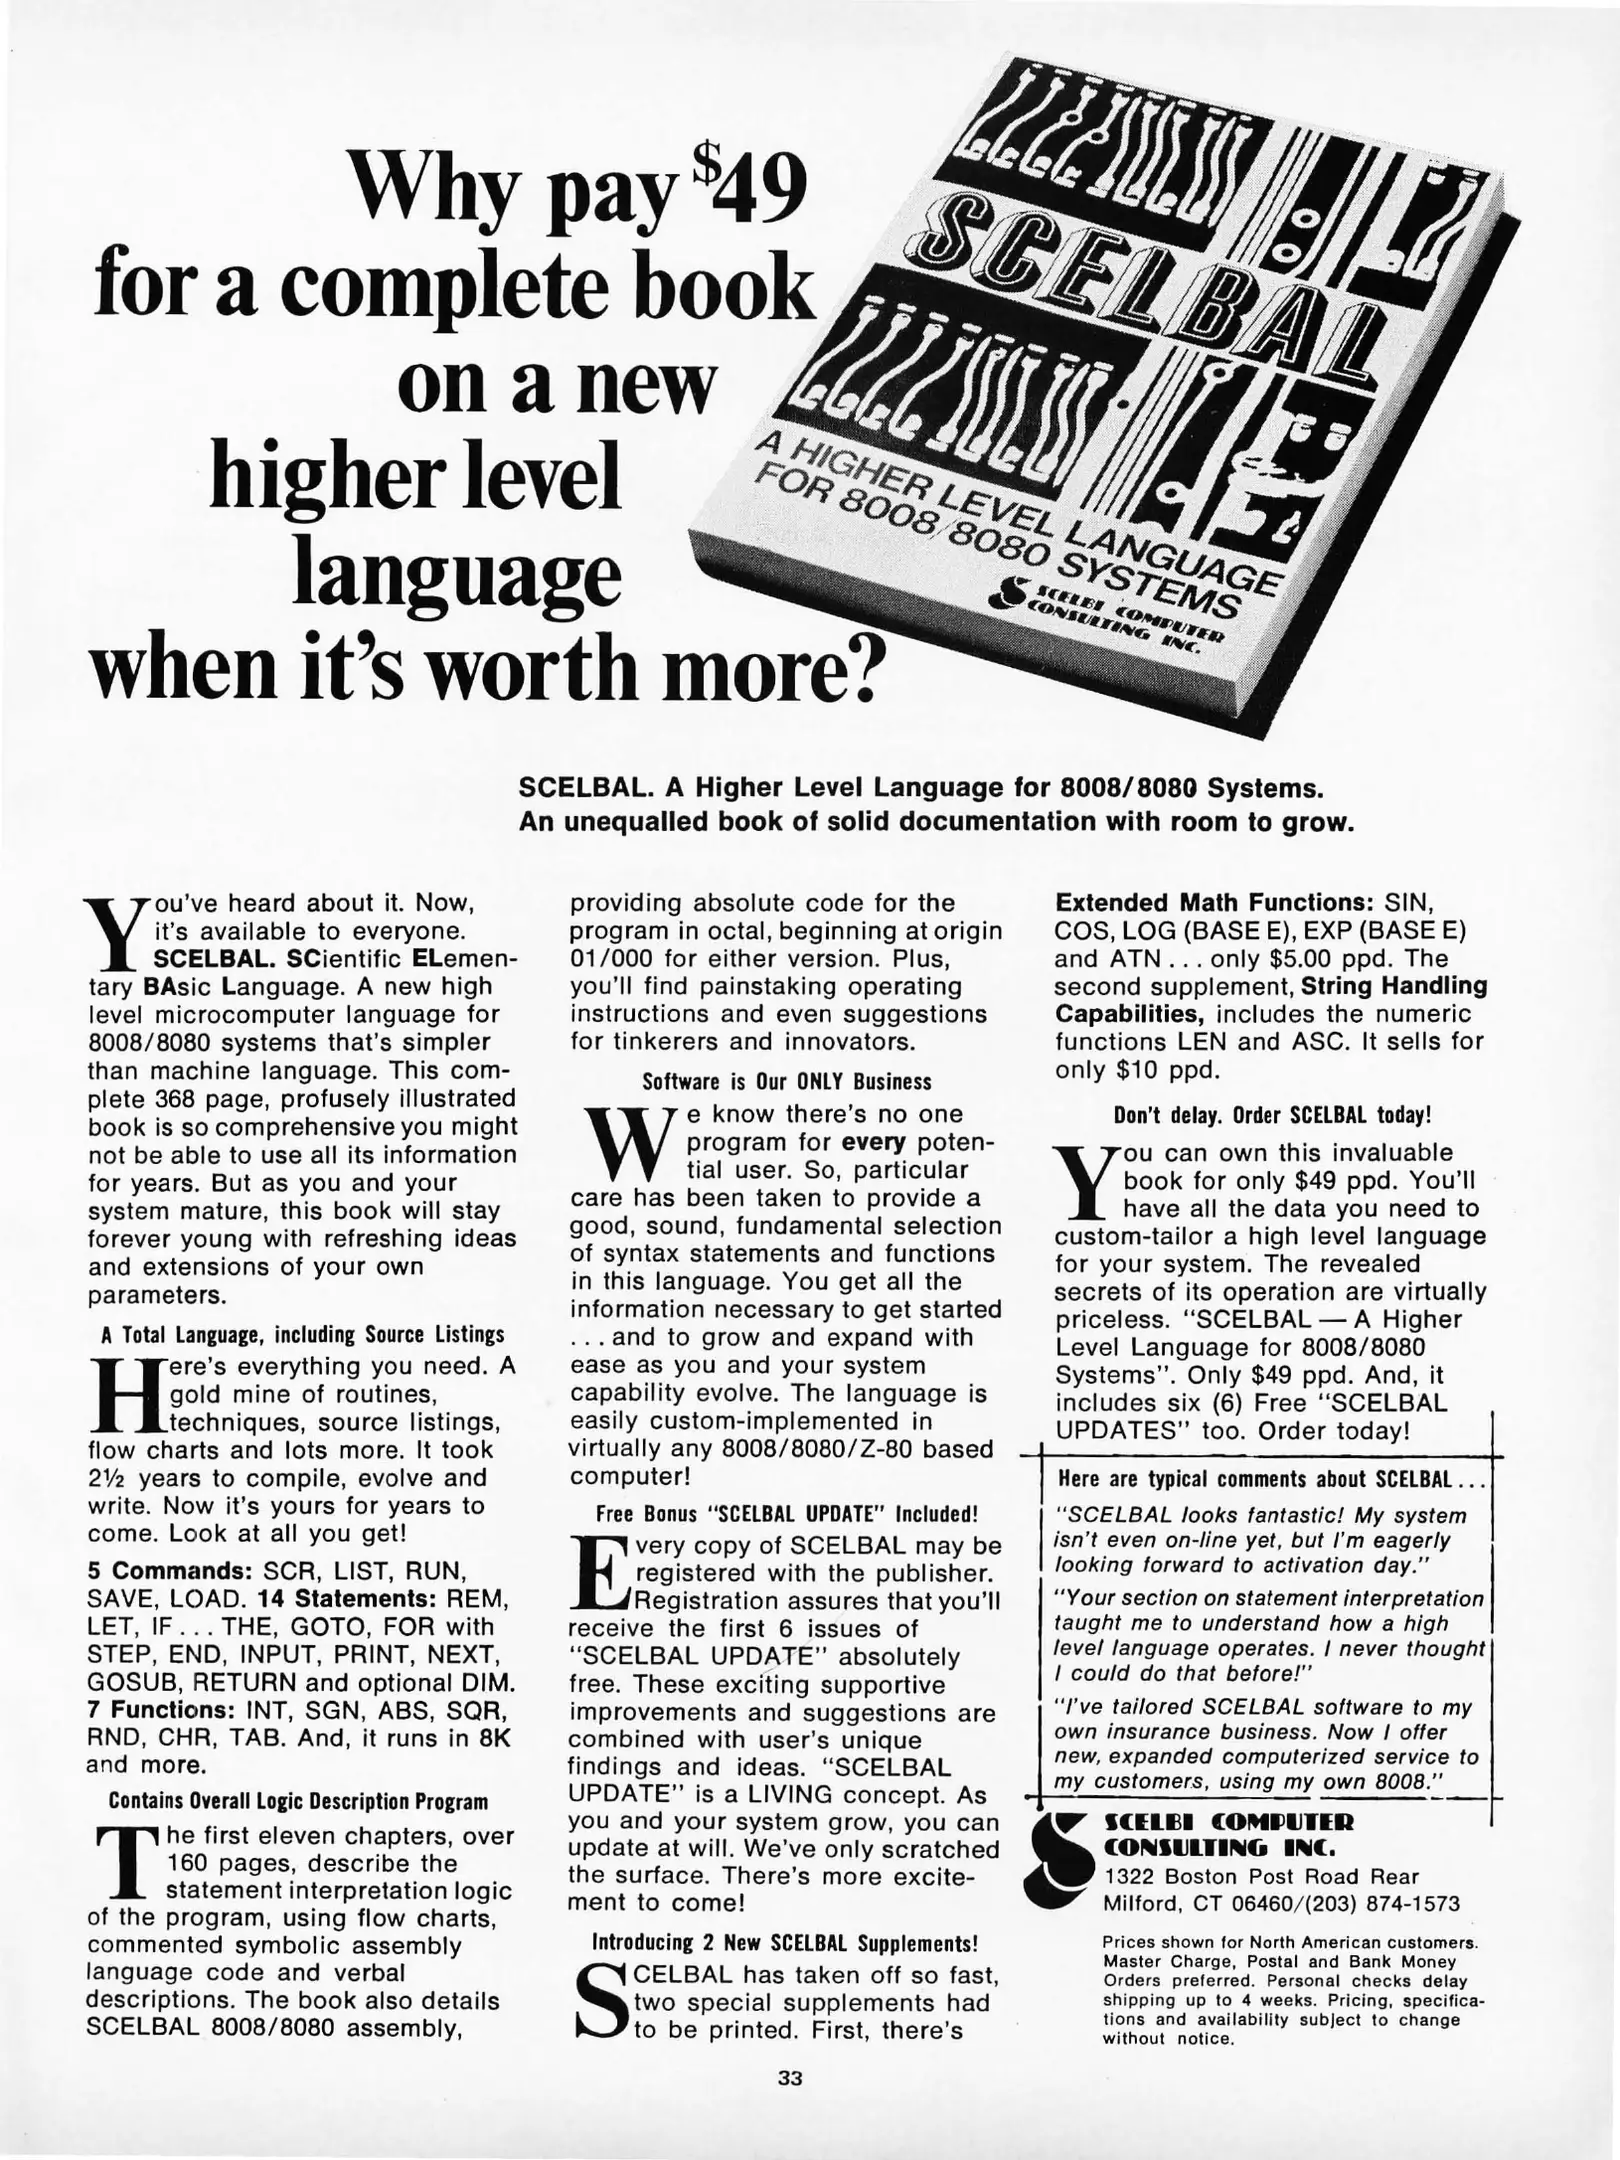 Why pay $49
for a complete book
on a new
higher level
language
when it's worth more?
SCELBAL
A HIGHER LEVEL LANGUAGE
FOR 8008/8080 SYSTEMS
SCELBI COMPUTER
CONSULTING INC.
SCELBAL. A Higher Level Language for 8008/8080 Systems.
An unequalled book of solid documentation with room to grow.
You've heard about it. Now,
it's available to everyone.
SCELBAL. SCientific ELemen-
tary BAsic Language. A new high
level microcomputer language for
8008/8080 systems that's simpler
than machine language. This com-
plete 368 page, profusely illustrated
book is so comprehensive you might
not be able to use all its information
for years. But as you and your
system mature, this book will stay
forever young with refreshing ideas
and extensions of your own
parameters.
A Total Language, including Source Listings
Here's everything you need. A
gold mine of routines,
techniques, source listings,
flow charts and lots more. It took
2½ years to compile, evolve and
write. Now it's yours for years to
come. Look at all you get!
5 Commands: SCR, LIST, RUN,
SAVE, LOAD. 14 Statements: REM,
LET, IF . . . THE, GOTO, FOR with
STEP, END, INPUT, PRINT, NEXT,
GOSUB, RETURN and optional DIM.
7 Functions: INT, SGN, ABS, SQR,
RND, CHR, TAB. And, it runs in 8K
and more.
Contains Overall Logic Description Program
The first eleven chapters, over
160 pages, describe the
statement interpretation logic
of the program, using flow charts,
commented symbolic assembly
language code and verbal
descriptions. The book also details
SCELBAL 8008/8080 assembly,
providing absolute code for the
program in octal, beginning at origin
01/000 for either version. Plus,
you'll find painstaking operating
instructions and even suggestions
for tinkerers and innovators.
Software is Our ONLY Business
We know there's no one
program for every poten-
tial user. So, particular
care has been taken to provide a
good, sound, fundamental selection
of syntax statements and functions
in this language. You get all the
information necessary to get started
. . . and to grow and expand with
ease as you and your system
capability evolve. The language is
easily custom-implemented in
virtually any 8008/8080/Z-80 based
computer!
Free Bonus "SCELBAL UPDATE" Included!
Every copy of SCELBAL may be
registered with the publisher.
Registration assures that you'll
receive the first 6 issues of
"SCELBAL UPDATE" absolutely
free. These exciting supportive
improvements and suggestions are
combined with user's unique
findings and ideas. "SCELBAL
UPDATE" is a LIVING concept. As
you and your system grow, you can
update at will. We've only scratched
the surface. There's more excite-
ment to come!
Introducing 2 New SCELBAL Supplements!
SCELBAL has taken off so fast,
two special supplements had
to be printed. First, there's
Extended Math Functions: SIN,
COS, LOG (BASE E), EXP (BASE E)
and ATN . . . only $5.00 ppd. The
second supplement, String Handling
Capabilities, includes the numeric
functions LEN and ASC. It sells for
only $10 ppd.
Don't delay. Order SCELBAL today!
You can own this invaluable
book for only $49 ppd. You'll
have all the data you need to
custom-tailor a high level language
for your system. The revealed
secrets of its operation are virtually
priceless. "SCELBAL — A Higher
Level Language for 8008/8080
Systems". Only $49 ppd. And, it
includes six (6) Free "SCELBAL
UPDATES" too. Order today!
Here are typical comments about SCELBAL . . .
"SCELBAL looks fantastic! My system
isn't even on-line yet, but I'm eagerly
looking forward to activation day."
"Your section on statement interpretation
taught me to understand how a high
level language operates. I never thought
I could do that before!"
"I've tailored SCELBAL software to my
own insurance business. Now I offer
new, expanded computerized service to
my customers, using my own 8008."
SCELBI COMPUTER
CONSULTING INC.
1322 Boston Post Road Rear
Milford, CT 06460/(203) 874-1573
Prices shown for North American customers.
Master Charge, Postal and Bank Money
Orders preferred. Personal checks delay
shipping up to 4 weeks. Pricing, specifica-
tions and availability subject to change
without notice.
33